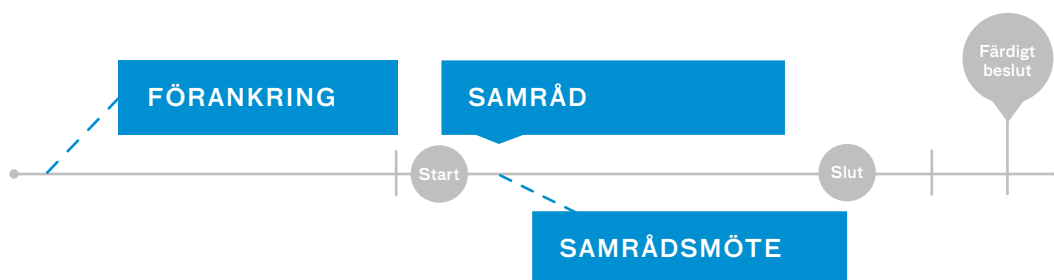 Färdigt
beslut
FÖRANKRING
SAMRÅD
Start
Slut
SAMRÅDSMÖTE